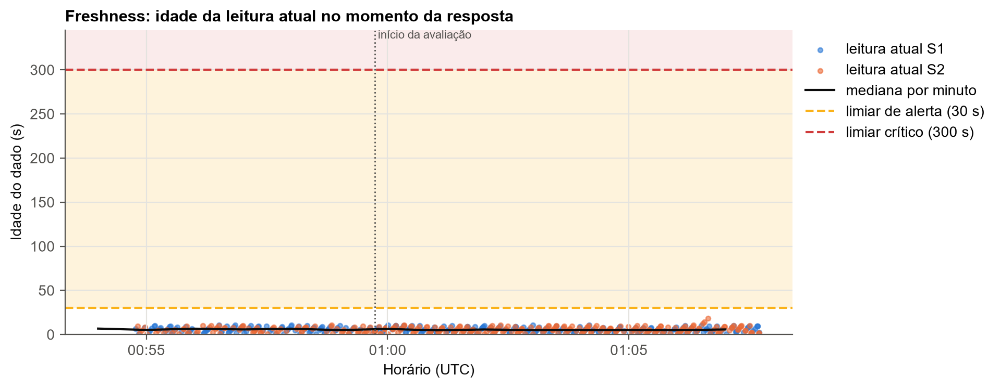 Freshness: idade da leitura atual no momento da resposta
início da avaliação
leitura atual S1
leitura atual S2
mediana por minuto
limiar de alerta (30 s)
limiar crítico (300 s)
Idade do dado (s)
300
250
200
150
100
50
0
00:55
01:00
01:05
Horário (UTC)